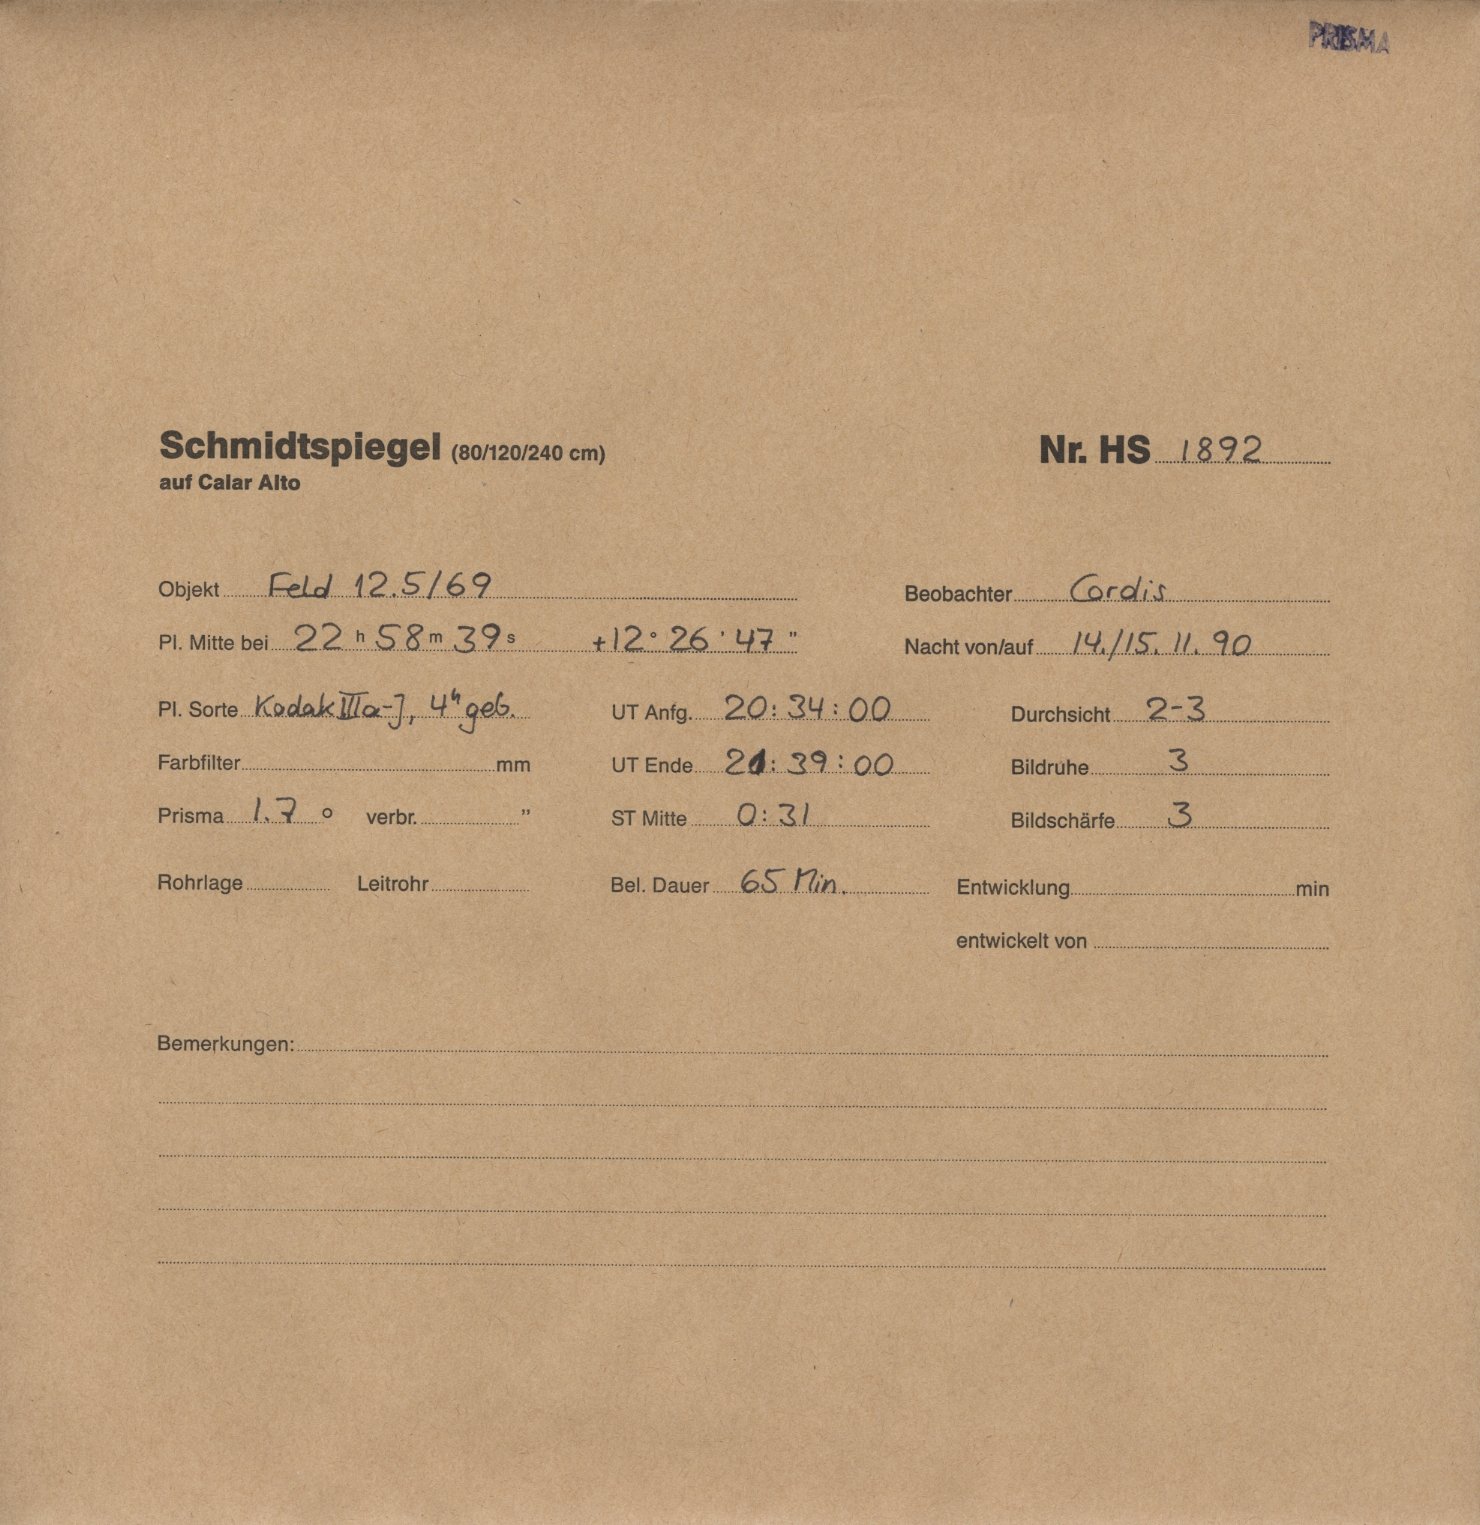 PRISMA
Schmidtspiegel (80/120/240 cm)
auf Calar Alto
Nr. HS 1892
Objekt Feld 12.5/69
Beobachter Cordis
Pl. Mitte bei 22 h 58 m 39 s +12° 26' 47"
Nacht von/auf 14./15. 11. 90
Pl. Sorte Kodak IIIa-J, 4h geb.
UT Anfg. 20:34:00
Durchsicht 2-3
Farbfilter mm
UT Ende 21:39:00
Bildruhe 3
Prisma 1.7 ° verbr. "
ST Mitte 0:31
Bildschärfe 3
Rohrlage Leitrohr
Bel. Dauer 65 Min.
Entwicklung min
entwickelt von
Bemerkungen: